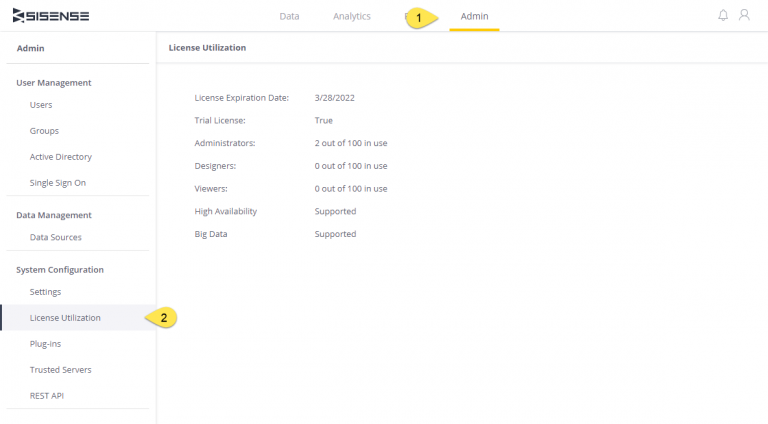 SISENSE
Data
Analytics
1
Admin
Admin
License Utilization
User Management
Users
Groups
Active Directory
Single Sign On
Data Management
Data Sources
System Configuration
Settings
License Utilization
2
Plug-ins
Trusted Servers
REST API
License Expiration Date: 3/28/2022
Trial License: True
Administrators: 2 out of 100 in use
Designers: 0 out of 100 in use
Viewers: 0 out of 100 in use
High Availability Supported
Big Data Supported